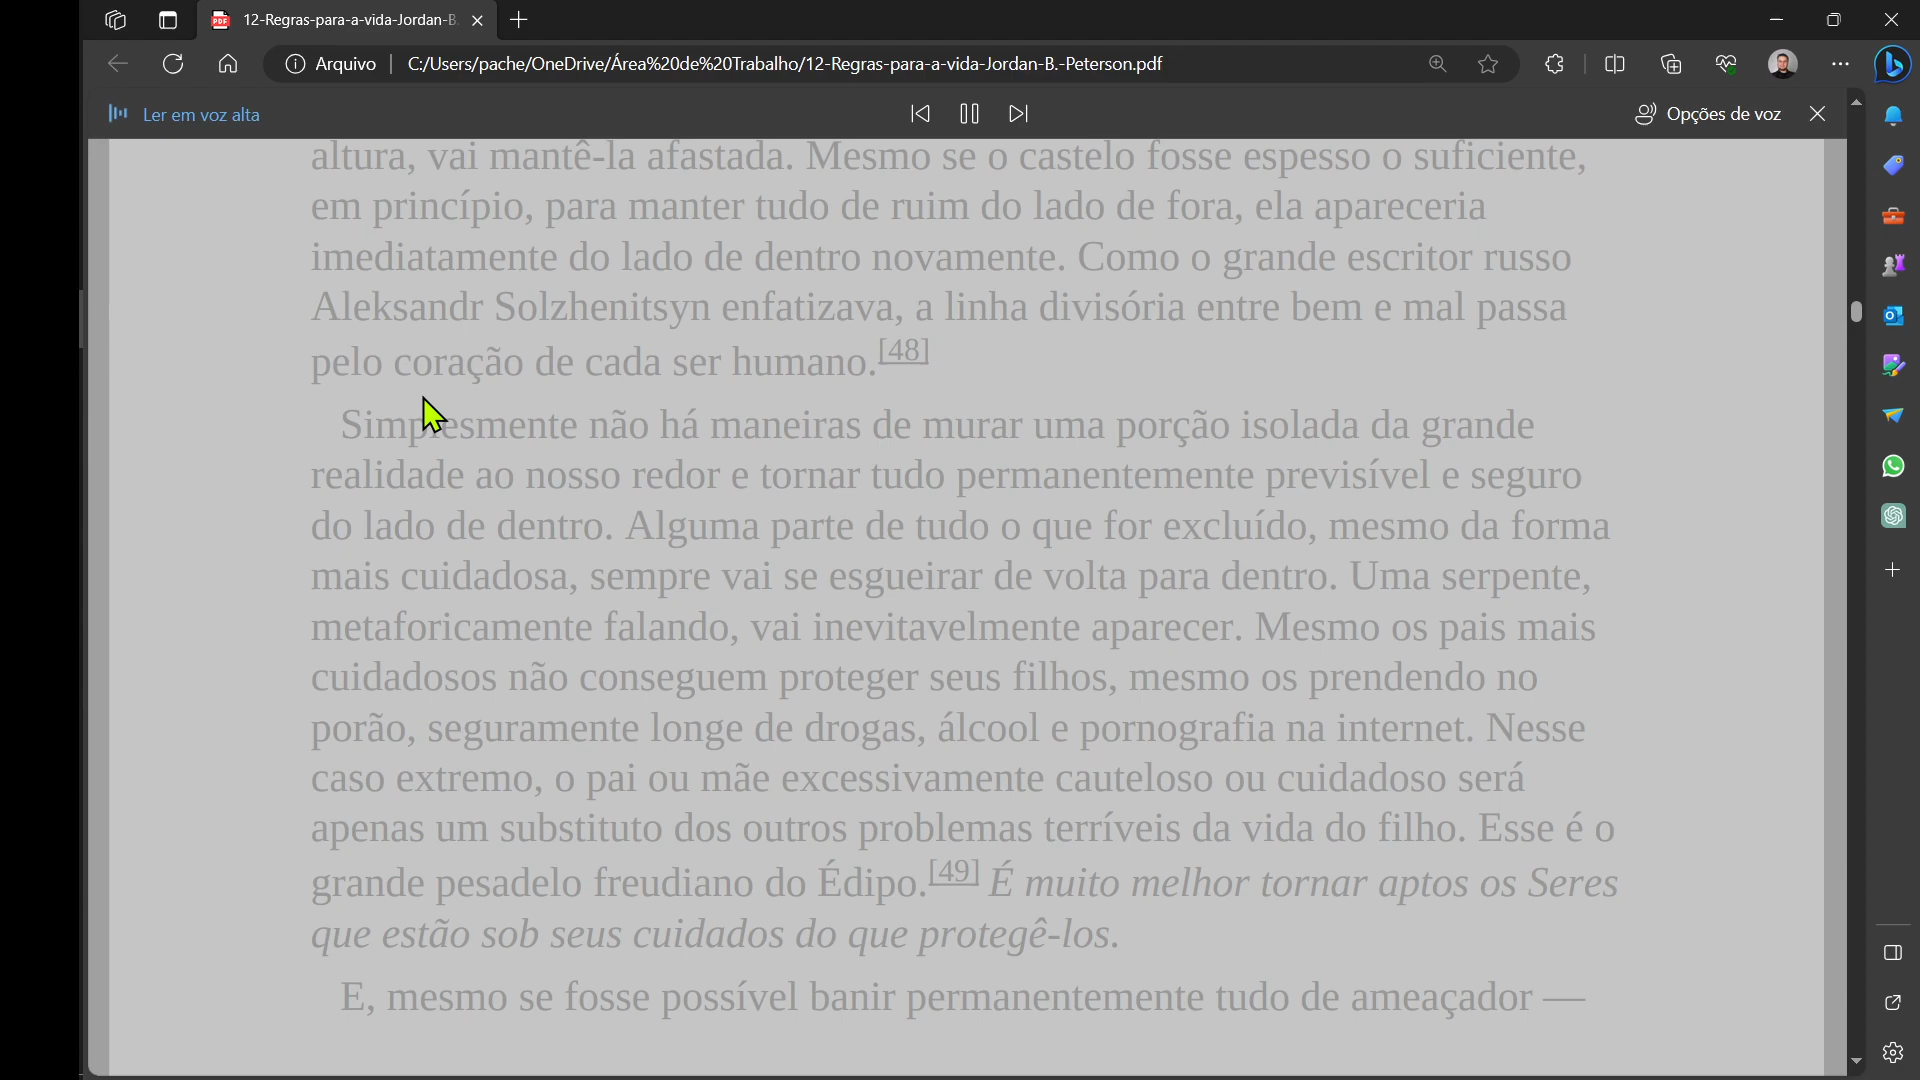 12-Regras-para-a-vida-Jordan-B.
Arquivo
C:/Users/pache/OneDrive/Área%20de%20Trabalho/12-Regras-para-a-vida-Jordan-B.-Peterson.pdf
Ler em voz alta
Opções de voz
altura, vai mantê-la afastada. Mesmo se o castelo fosse espesso o suficiente,
em princípio, para manter tudo de ruim do lado de fora, ela apareceria
imediatamente do lado de dentro novamente. Como o grande escritor russo
Aleksandr Solzhenitsyn enfatizava, a linha divisória entre bem e mal passa
pelo coração de cada ser humano.[48]
Simplesmente não há maneiras de murar uma porção isolada da grande
realidade ao nosso redor e tornar tudo permanentemente previsível e seguro
do lado de dentro. Alguma parte de tudo o que for excluído, mesmo da forma
mais cuidadosa, sempre vai se esgueirar de volta para dentro. Uma serpente,
metaforicamente falando, vai inevitavelmente aparecer. Mesmo os pais mais
cuidadosos não conseguem proteger seus filhos, mesmo os prendendo no
porão, seguramente longe de drogas, álcool e pornografia na internet. Nesse
caso extremo, o pai ou mãe excessivamente cauteloso ou cuidadoso será
apenas um substituto dos outros problemas terríveis da vida do filho. Esse é o
grande pesadelo freudiano do Édipo.[49] É muito melhor tornar aptos os Seres
que estão sob seus cuidados do que protegê-los.
E, mesmo se fosse possível banir permanentemente tudo de ameaçador —